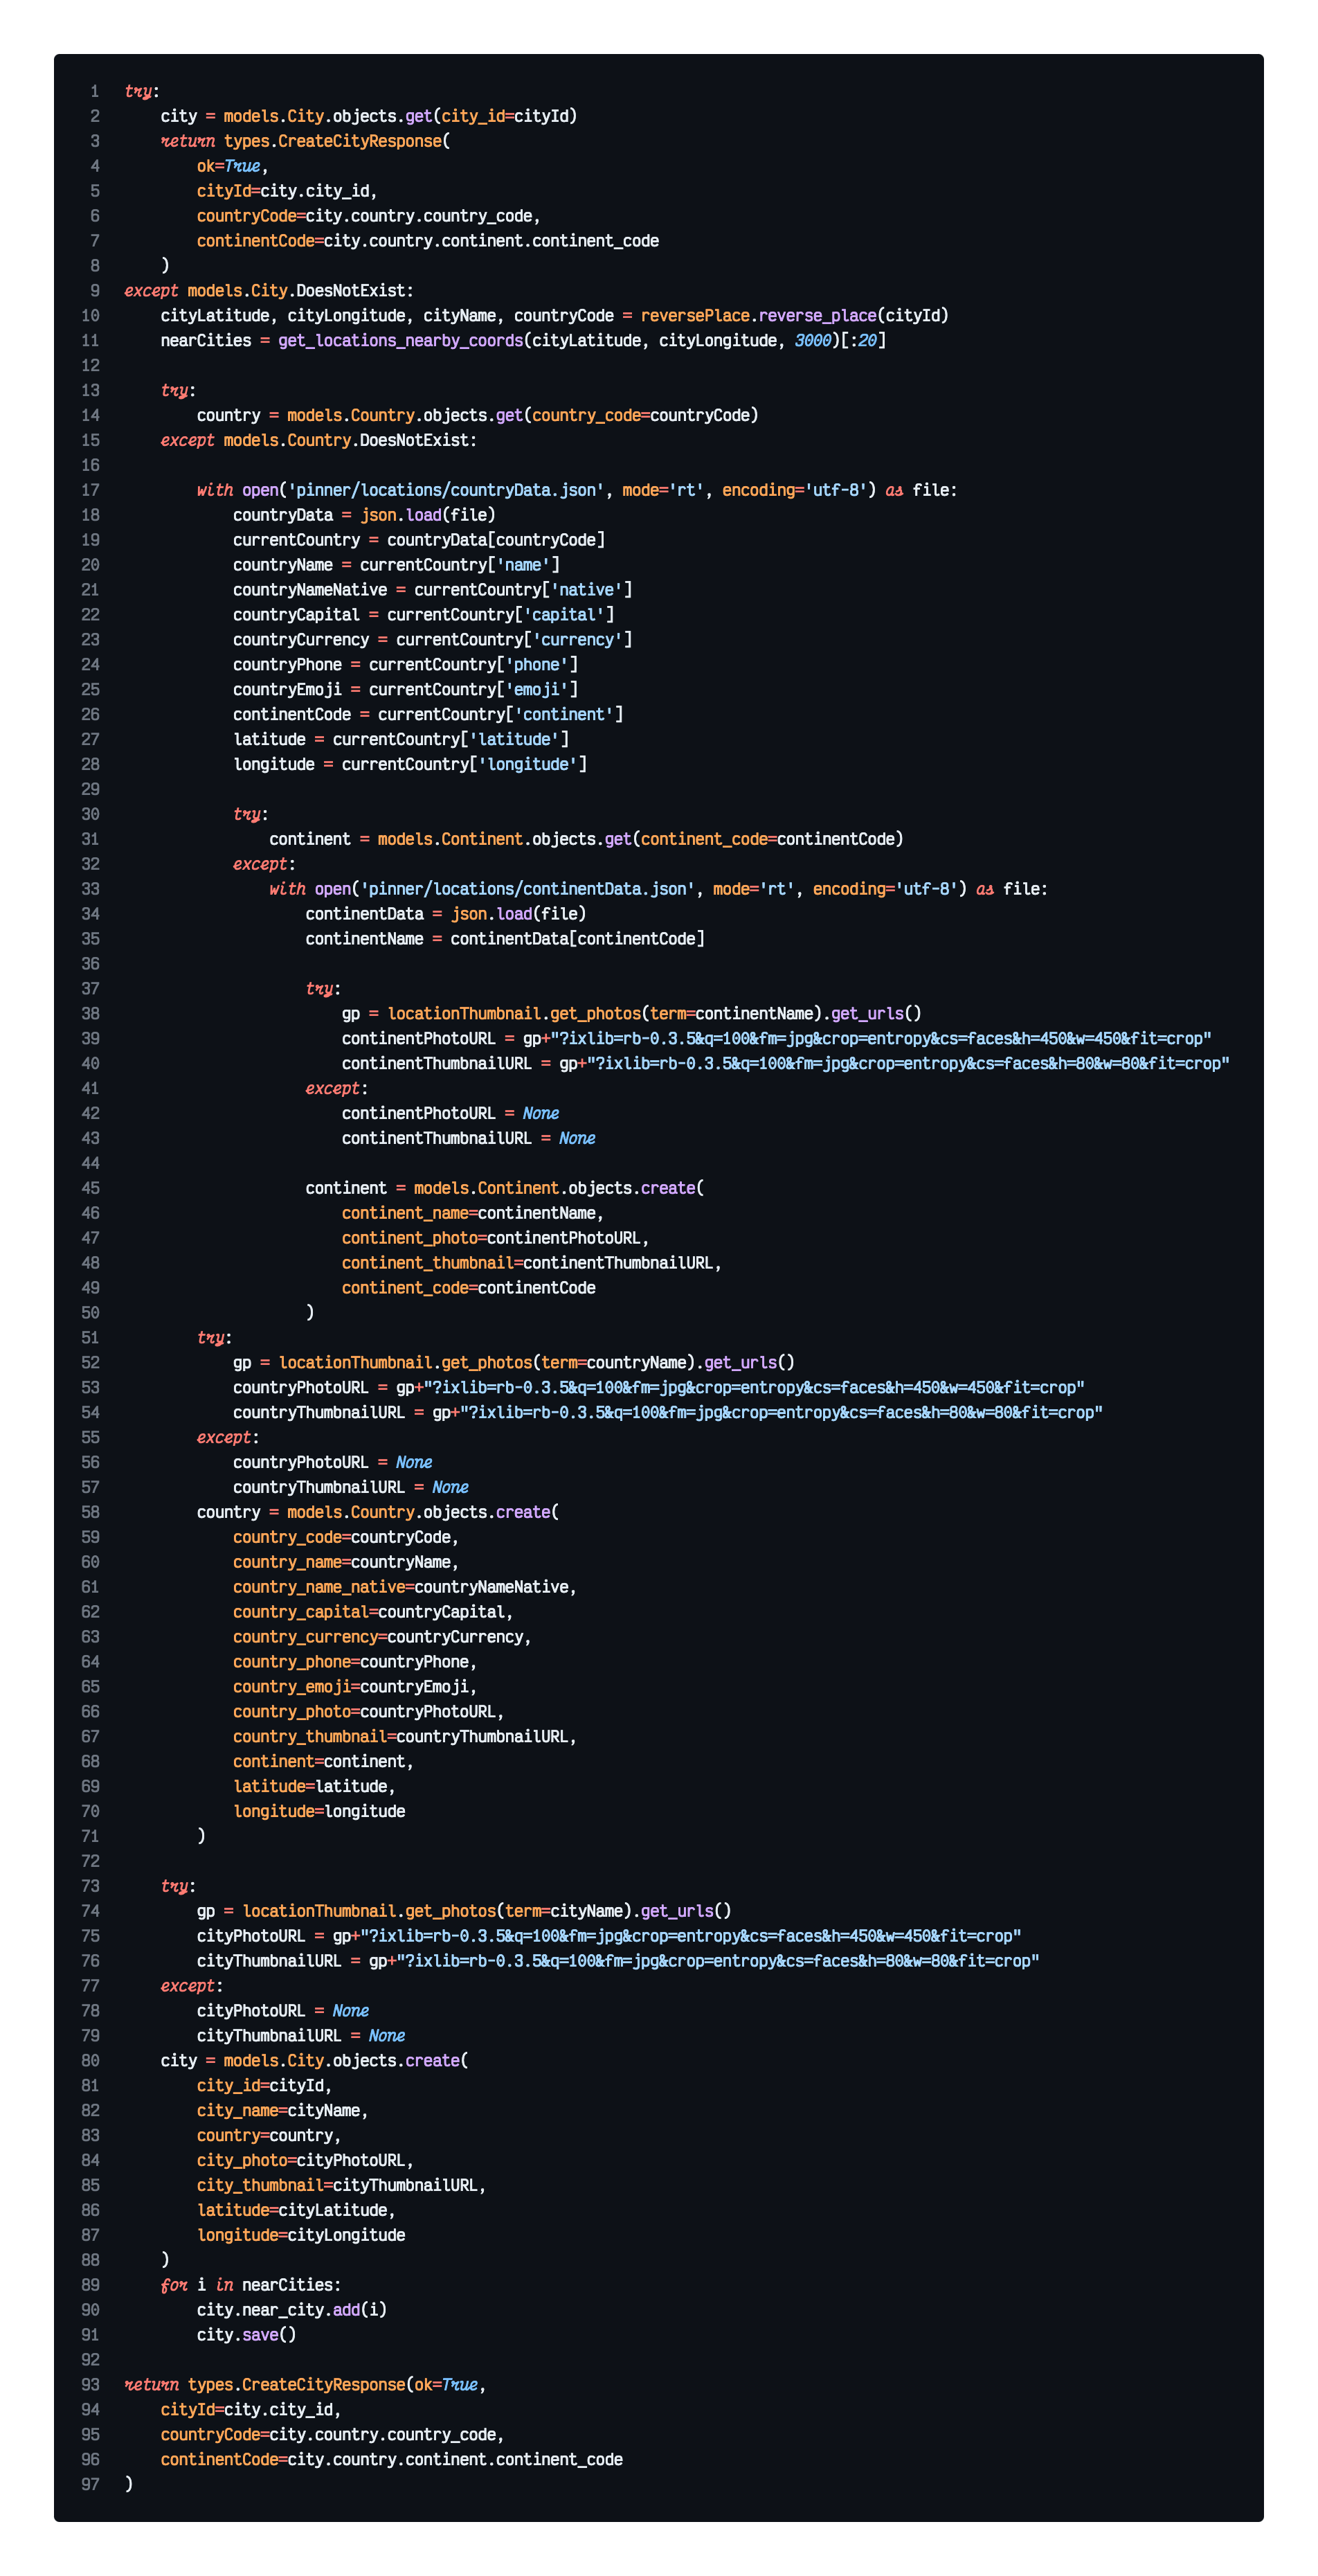 1 try:
2     city = models.City.objects.get(city_id=cityId)
3     return types.CreateCityResponse(
4         ok=True,
5         cityId=city.city_id,
6         countryCode=city.country.country_code,
7         continentCode=city.country.continent.continent_code
8     )
9 except models.City.DoesNotExist:
10     cityLatitude, cityLongitude, cityName, countryCode = reversePlace.reverse_place(cityId)
11     nearCities = get_locations_nearby_coords(cityLatitude, cityLongitude, 3000)[:20]
12
13     try:
14         country = models.Country.objects.get(country_code=countryCode)
15     except models.Country.DoesNotExist:
16
17         with open('pinner/locations/countryData.json', mode='rt', encoding='utf-8') as file:
18             countryData = json.load(file)
19             currentCountry = countryData[countryCode]
20             countryName = currentCountry['name']
21             countryNameNative = currentCountry['native']
22             countryCapital = currentCountry['capital']
23             countryCurrency = currentCountry['currency']
24             countryPhone = currentCountry['phone']
25             countryEmoji = currentCountry['emoji']
26             continentCode = currentCountry['continent']
27             latitude = currentCountry['latitude']
28             longitude = currentCountry['longitude']
29
30             try:
31                 continent = models.Continent.objects.get(continent_code=continentCode)
32             except:
33                 with open('pinner/locations/continentData.json', mode='rt', encoding='utf-8') as file:
34                     continentData = json.load(file)
35                     continentName = continentData[continentCode]
36
37                     try:
38                         gp = locationThumbnail.get_photos(term=continentName).get_urls()
39                         continentPhotoURL = gp+"?ixlib=rb-0.3.5&q=100&fm=jpg&crop=entropy&cs=faces&h=450&w=450&fit=crop"
40                         continentThumbnailURL = gp+"?ixlib=rb-0.3.5&q=100&fm=jpg&crop=entropy&cs=faces&h=80&w=80&fit=crop"
41                     except:
42                         continentPhotoURL = None
43                         continentThumbnailURL = None
44
45                     continent = models.Continent.objects.create(
46                         continent_name=continentName,
47                         continent_photo=continentPhotoURL,
48                         continent_thumbnail=continentThumbnailURL,
49                         continent_code=continentCode
50                     )
51         try:
52             gp = locationThumbnail.get_photos(term=countryName).get_urls()
53             countryPhotoURL = gp+"?ixlib=rb-0.3.5&q=100&fm=jpg&crop=entropy&cs=faces&h=450&w=450&fit=crop"
54             countryThumbnailURL = gp+"?ixlib=rb-0.3.5&q=100&fm=jpg&crop=entropy&cs=faces&h=80&w=80&fit=crop"
55         except:
56             countryPhotoURL = None
57             countryThumbnailURL = None
58         country = models.Country.objects.create(
59             country_code=countryCode,
60             country_name=countryName,
61             country_name_native=countryNameNative,
62             country_capital=countryCapital,
63             country_currency=countryCurrency,
64             country_phone=countryPhone,
65             country_emoji=countryEmoji,
66             country_photo=countryPhotoURL,
67             country_thumbnail=countryThumbnailURL,
68             continent=continent,
69             latitude=latitude,
70             longitude=longitude
71         )
72
73     try:
74         gp = locationThumbnail.get_photos(term=cityName).get_urls()
75         cityPhotoURL = gp+"?ixlib=rb-0.3.5&q=100&fm=jpg&crop=entropy&cs=faces&h=450&w=450&fit=crop"
76         cityThumbnailURL = gp+"?ixlib=rb-0.3.5&q=100&fm=jpg&crop=entropy&cs=faces&h=80&w=80&fit=crop"
77     except:
78         cityPhotoURL = None
79         cityThumbnailURL = None
80     city = models.City.objects.create(
81         city_id=cityId,
82         city_name=cityName,
83         country=country,
84         city_photo=cityPhotoURL,
85         city_thumbnail=cityThumbnailURL,
86         latitude=cityLatitude,
87         longitude=cityLongitude
88     )
89     for i in nearCities:
90         city.near_city.add(i)
91         city.save()
92
93 return types.CreateCityResponse(ok=True,
94     cityId=city.city_id,
95     countryCode=city.country.country_code,
96     continentCode=city.country.continent.continent_code
97 )